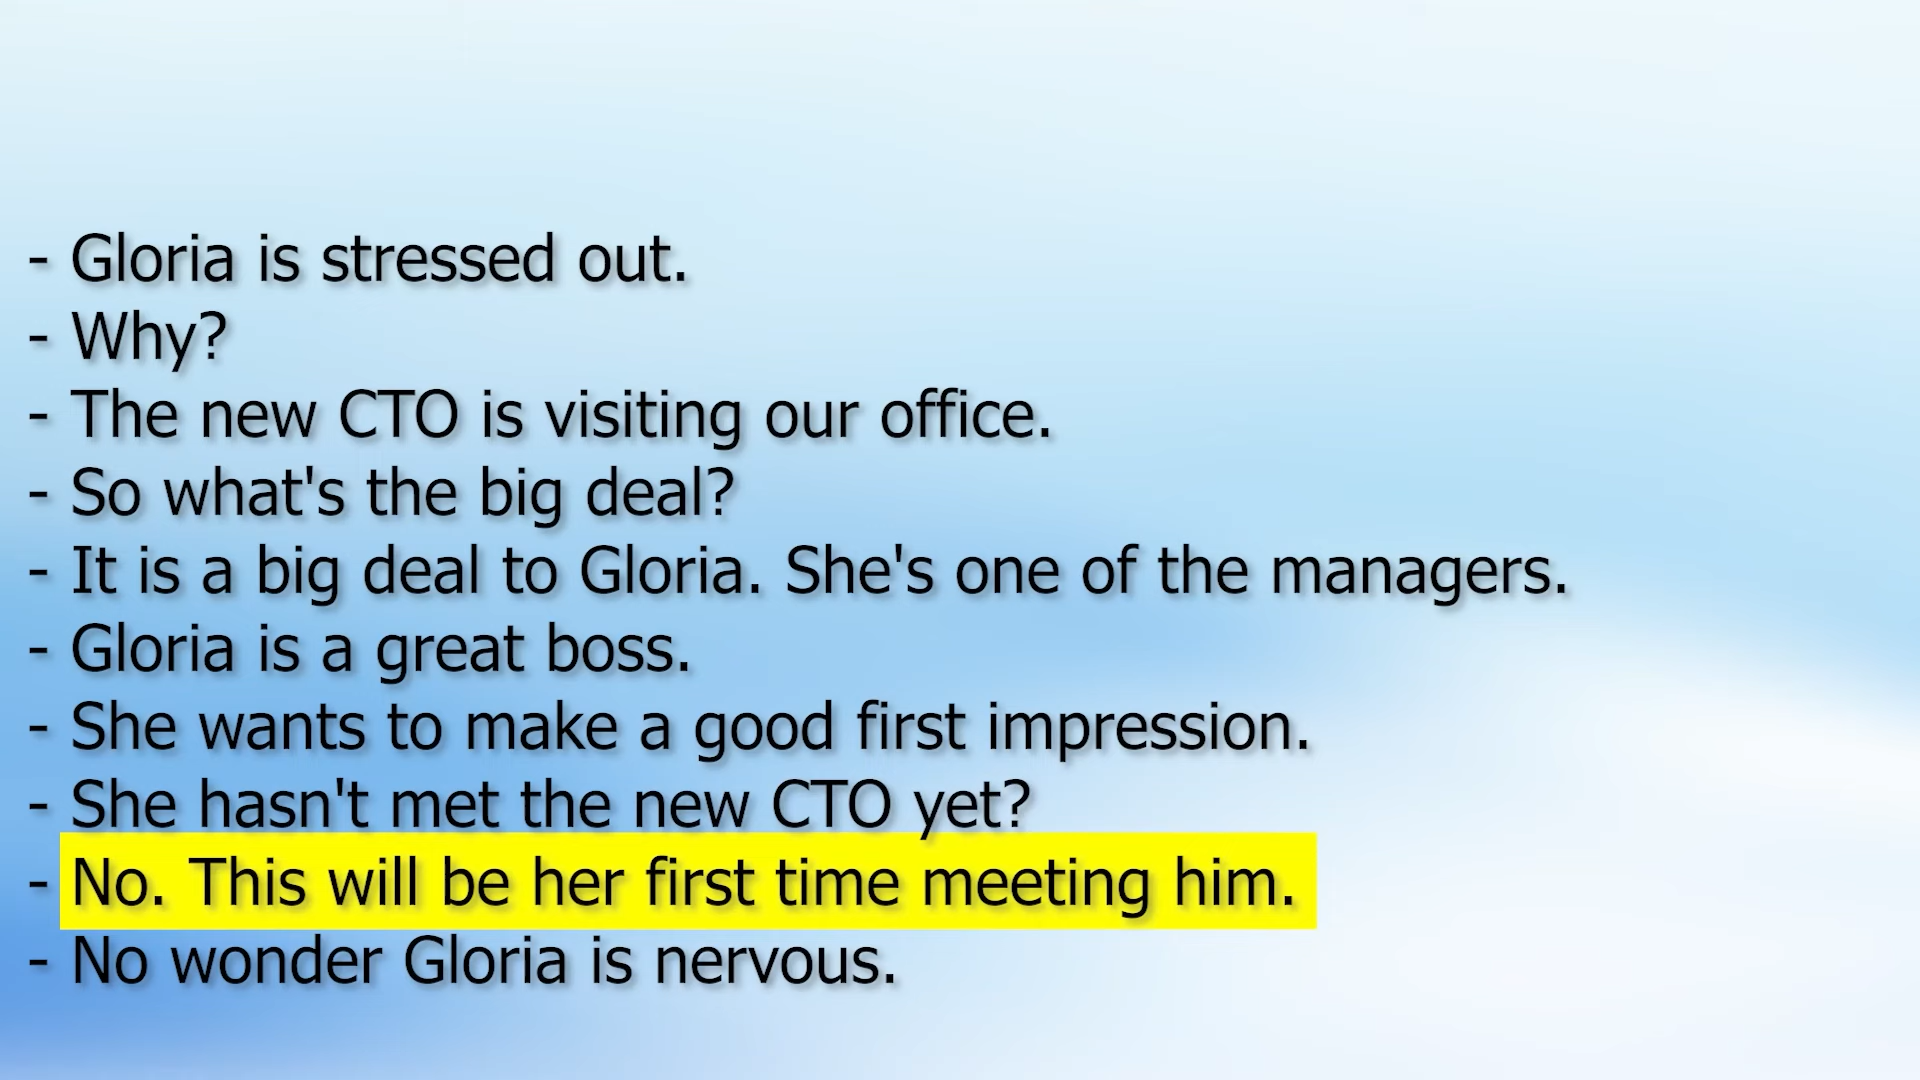 - Gloria is stressed out.
- Why?
- The new CTO is visiting our office.
- So what's the big deal?
- It is a big deal to Gloria. She's one of the managers.
- Gloria is a great boss.
- She wants to make a good first impression.
- She hasn't met the new CTO yet?
- No. This will be her first time meeting him.
- No wonder Gloria is nervous.